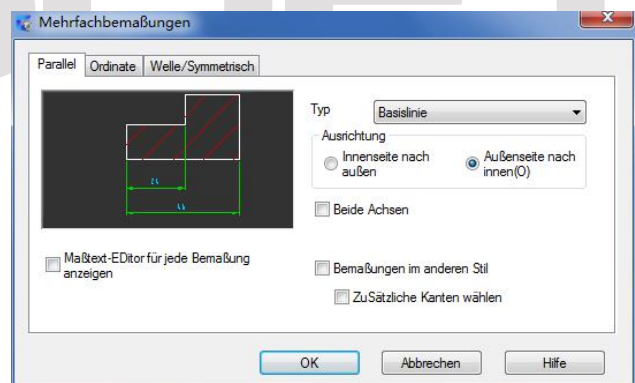 Mehrfachbemaßungen
Parallel Ordinate Welle/Symmetrisch
Typ Basislinie
Ausrichtung
Innenseite nach außen
Außenseite nach innen(O)
Beide Achsen
Maßtext-EDitor für jede Bemaßung
anzeigen
Bemaßungen im anderen Stil
ZuSätzliche Kanten wählen
OK Abbrechen Hilfe